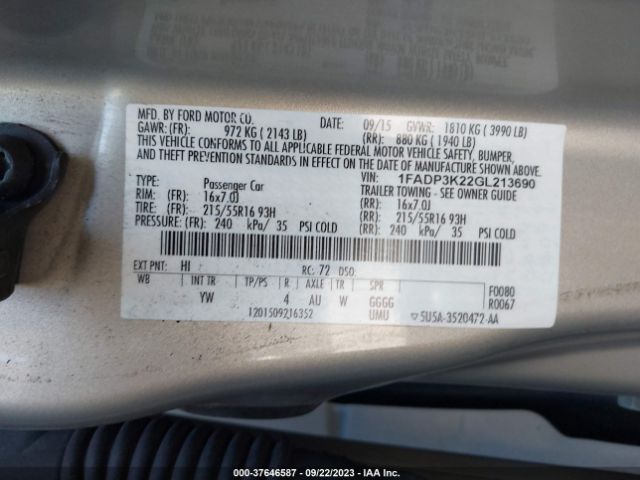 MFD. BY FORD MOTOR CO. DATE: 09/15 GVWR: 1810 KG ( 3990 LB)
GAWR: (FR): 972 KG ( 2143 LB) (RR): 880 KG ( 1940 LB)
THIS VEHICLE CONFORMS TO ALL APPLICABLE FEDERAL MOTOR VEHICLE SAFETY, BUMPER,
AND THEFT PREVENTION STANDARDS IN EFFECT ON THE DATE OF MANUFACTURE SHOWN ABOVE.
VIN: 1FADP3K22GL213690
TYPE: Passenger Car TRAILER TOWING - SEE OWNER GUIDE
RIM: (FR) 16x7.0J (RR) 16x7.0J
TIRE: (FR) 215/55R16 93H (RR) 215/55R16 93H
PRESSURE: (FR) 240 kPa/ 35 PSI COLD (RR) 240 kPa/ 35 PSI COLD
EXT PNT: HI RC: 72 DSO:
WB INT TR TP/PS R AXLE TR SPR F0080
YW 4 AU W GGGG R0067
1201509216352 UMU 5U5A-3520472-AA
000-37646587 - 09/22/2023 - IAA Inc.